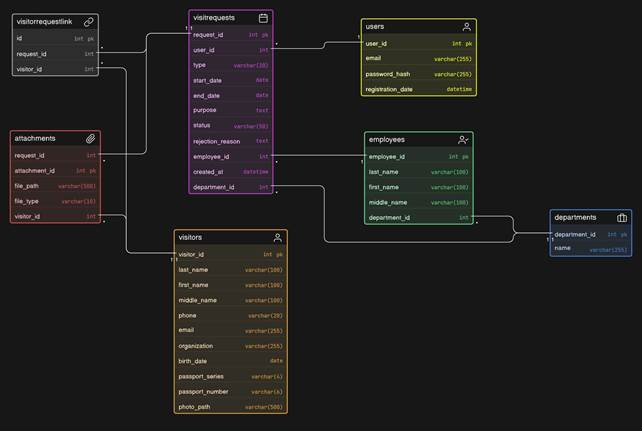 visitorrequestlink
id int pk
request_id int
visitor_id int
attachments
request_id int
attachment_id int pk
file_path varchar(500)
file_type varchar(10)
visitor_id int
visitrequests
request_id int pk
user_id int
type varchar(20)
start_date date
end_date date
purpose text
status varchar(50)
rejection_reason text
employee_id int
created_at datetime
department_id int
visitors
visitor_id int pk
last_name varchar(100)
first_name varchar(100)
middle_name varchar(100)
phone varchar(20)
email varchar(255)
organization varchar(255)
birth_date date
passport_series varchar(4)
passport_number varchar(6)
photo_path varchar(500)
users
user_id int pk
email varchar(255)
password_hash varchar(255)
registration_date datetime
employees
employee_id int pk
last_name varchar(100)
first_name varchar(100)
middle_name varchar(100)
department_id int
departments
department_id int pk
name varchar(255)